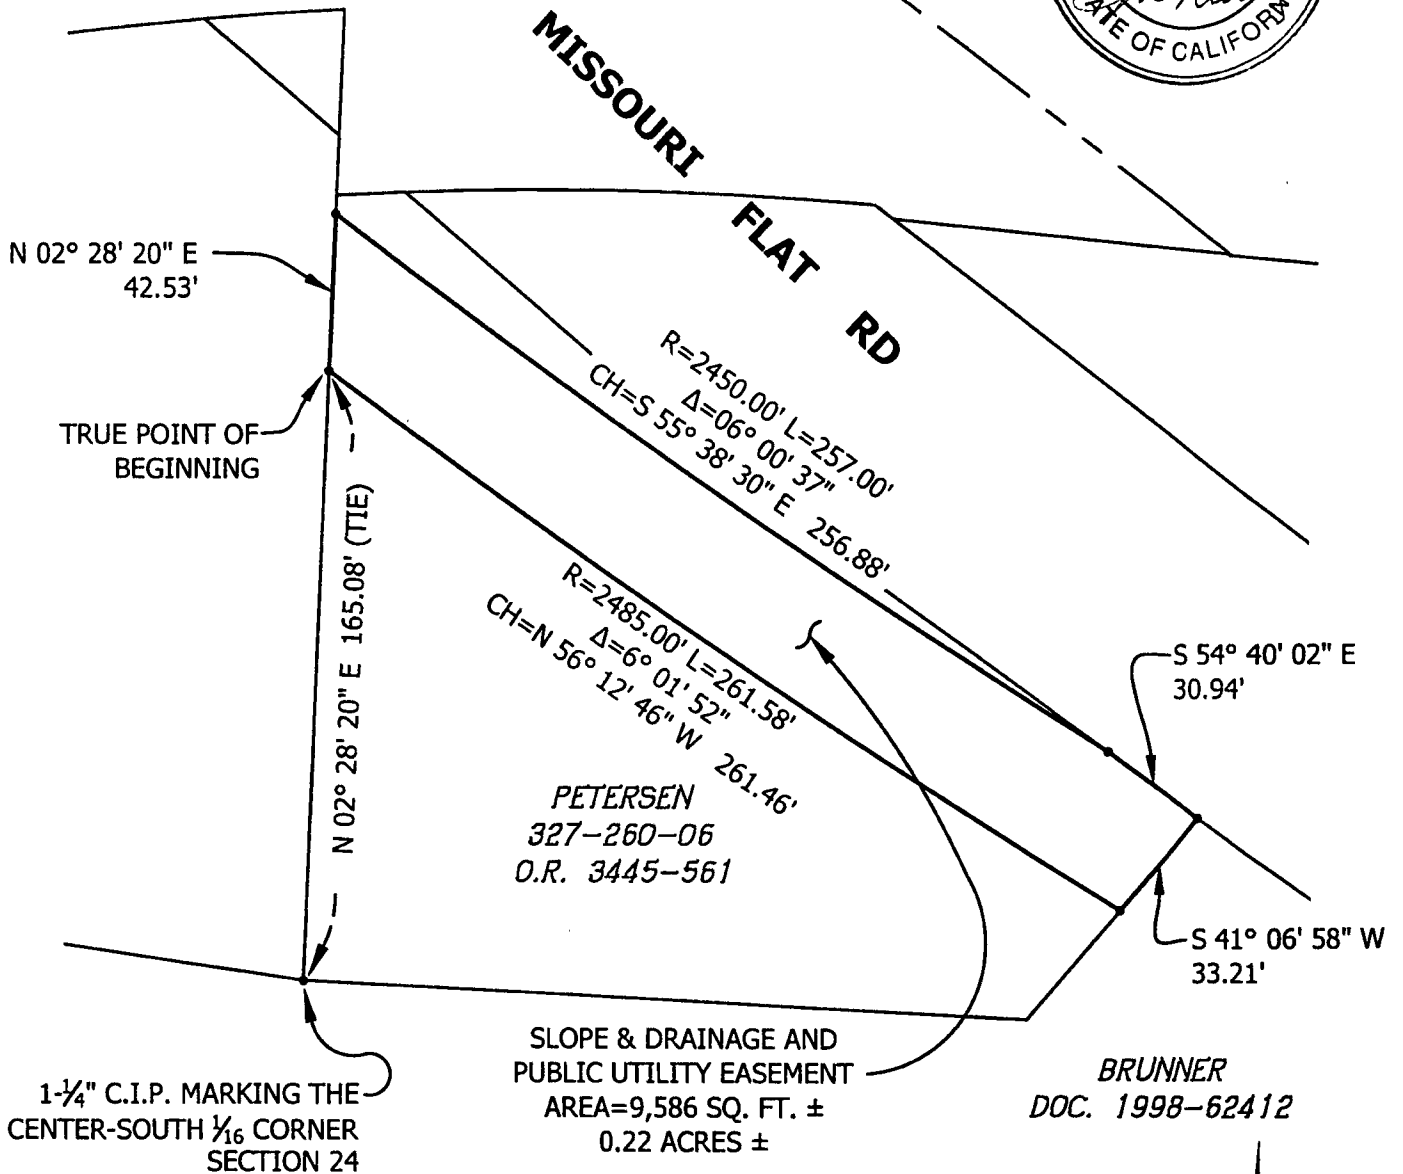 ATE OF CALIFOR
MISSOURI FLAT RD
N 02° 28' 20" E
42.53'
R=2450.00' L=257.00'
Δ=06° 00' 37"
CH=S 55° 38' 30" E 256.88'
TRUE POINT OF
BEGINNING
N 02° 28' 20" E 165.08' (TIE)
R=2485.00' L=261.58'
Δ=6° 01' 52"
CH=N 56° 12' 46" W 261.46'
S 54° 40' 02" E
30.94'
PETERSEN
327-260-06
O.R. 3445-561
S 41° 06' 58" W
33.21'
SLOPE & DRAINAGE AND
PUBLIC UTILITY EASEMENT
AREA=9,586 SQ. FT. ±
0.22 ACRES ±
BRUNNER
DOC. 1998-62412
1-¼" C.I.P. MARKING THE
CENTER-SOUTH 1⁄16 CORNER
SECTION 24